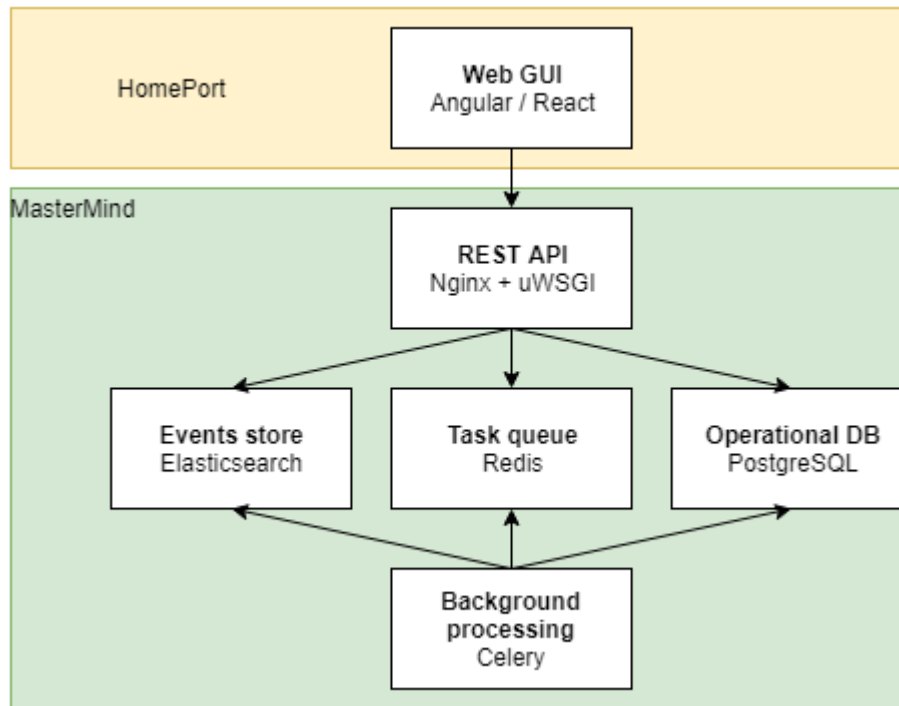 HomePort
Web GUI
Angular / React
MasterMind
REST API
Nginx + uWSGI
Events store
Elasticsearch
Task queue
Redis
Operational DB
PostgreSQL
Background
processing
Celery